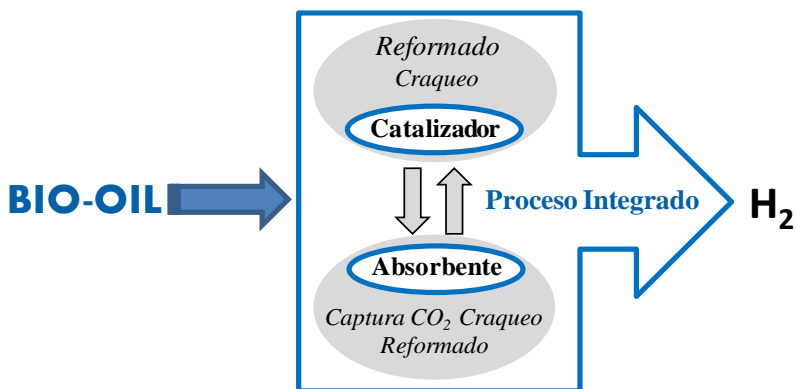 Reformado
Craqueo
Catalizador
BIO-OIL
Proceso Integrado
H₂
Absorbente
Captura CO₂ Craqueo
Reformado